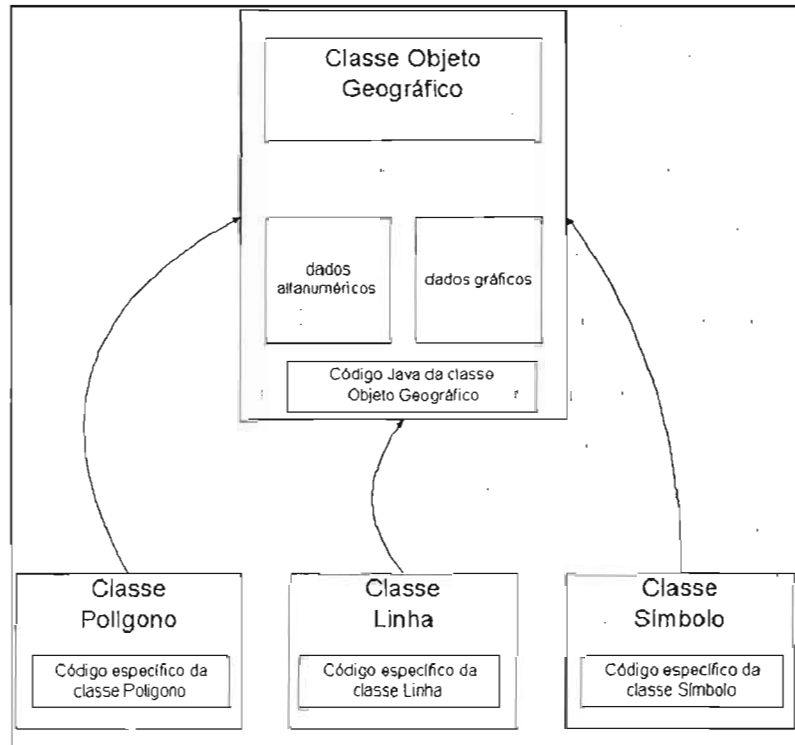 Classe Objeto
Geográfico
dados
alfanuméricos
dados gráficos
Código Java da classe
Objeto Geográfico
Classe
Polígono
Código específico da
classe Polígono
Classe
Linha
Código específico da
classe Linha
Classe
Símbolo
Código específico da
classe Símbolo